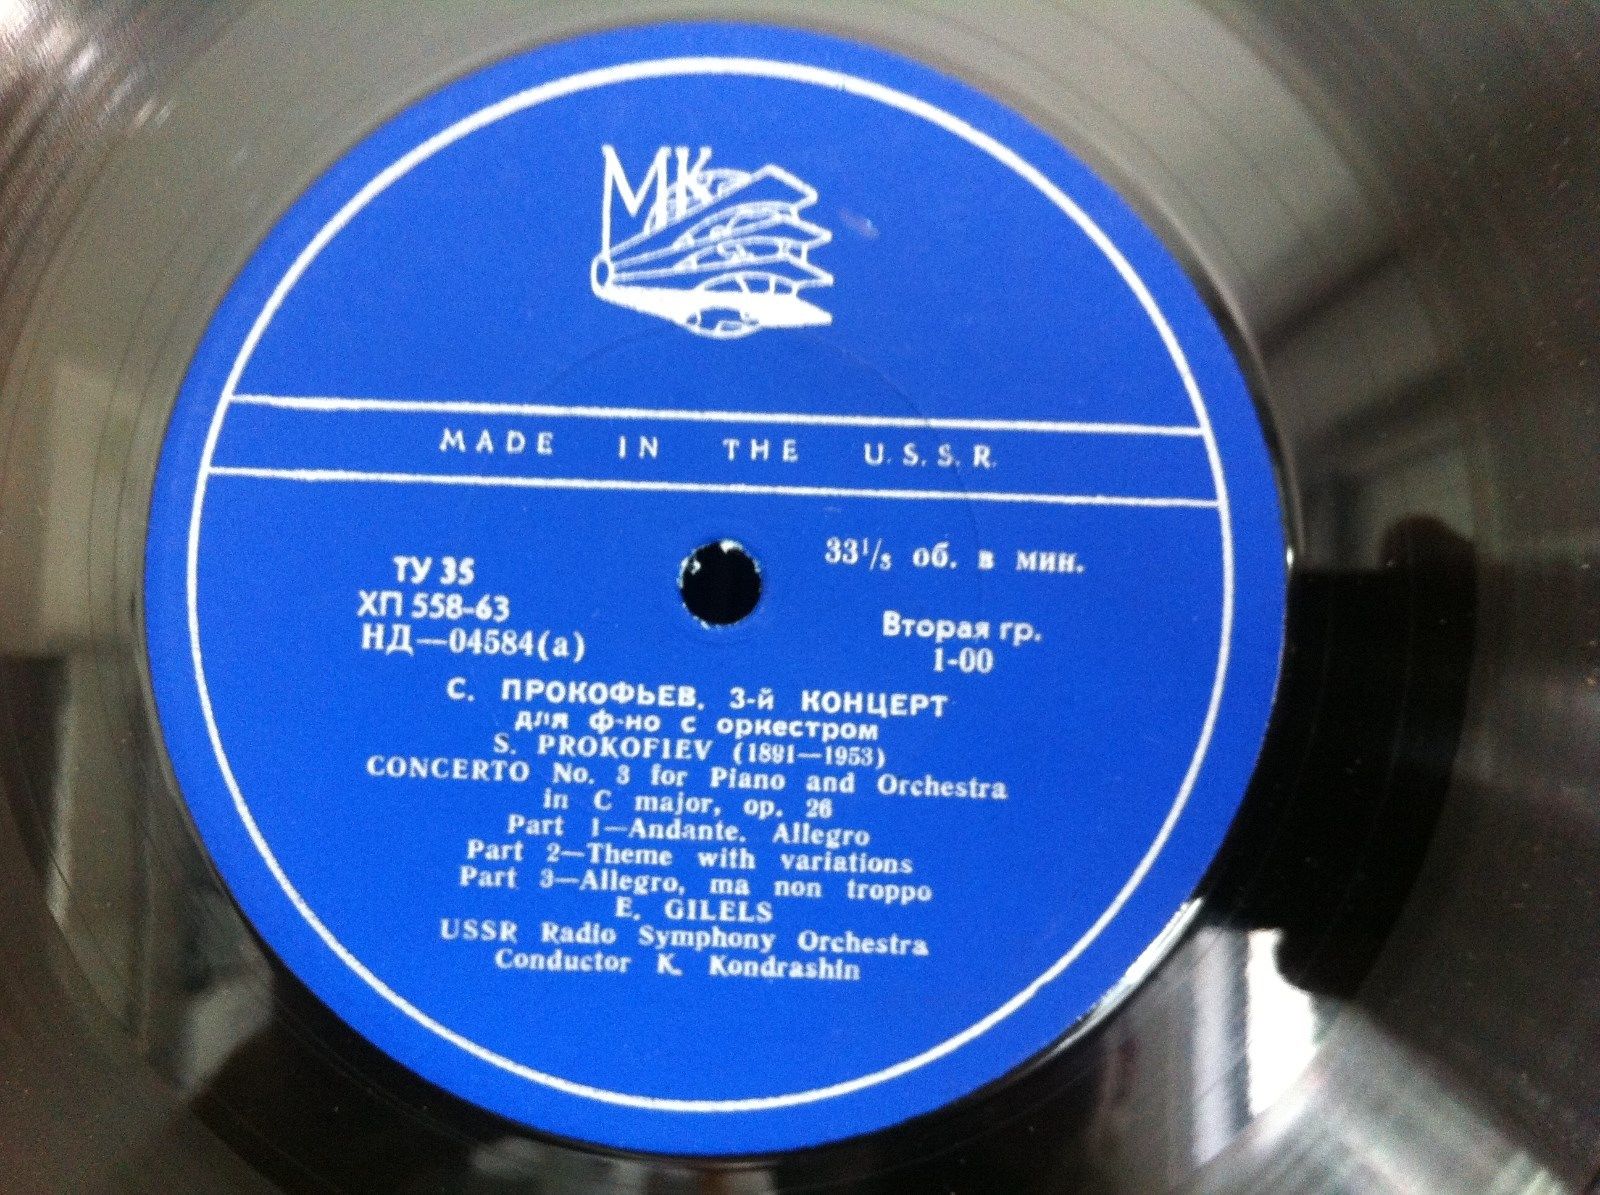 МК
MADE IN THE U.S.S.R.
33¹/₃ об. в мин.
ТУ 35
ХП 558-63
НД—04584(а)
Вторая гр.
1-00
С. ПРОКОФЬЕВ. 3-й КОНЦЕРТ
для ф-но с оркестром
S. PROKOFIEV (1891—1953)
CONCERTO No. 3 for Piano and Orchestra
in C major, op. 26
Part 1—Andante. Allegro
Part 2—Theme with variations
Part 3—Allegro, ma non troppo
E. GILELS
USSR Radio Symphony Orchestra
Conductor K. Kondrashin